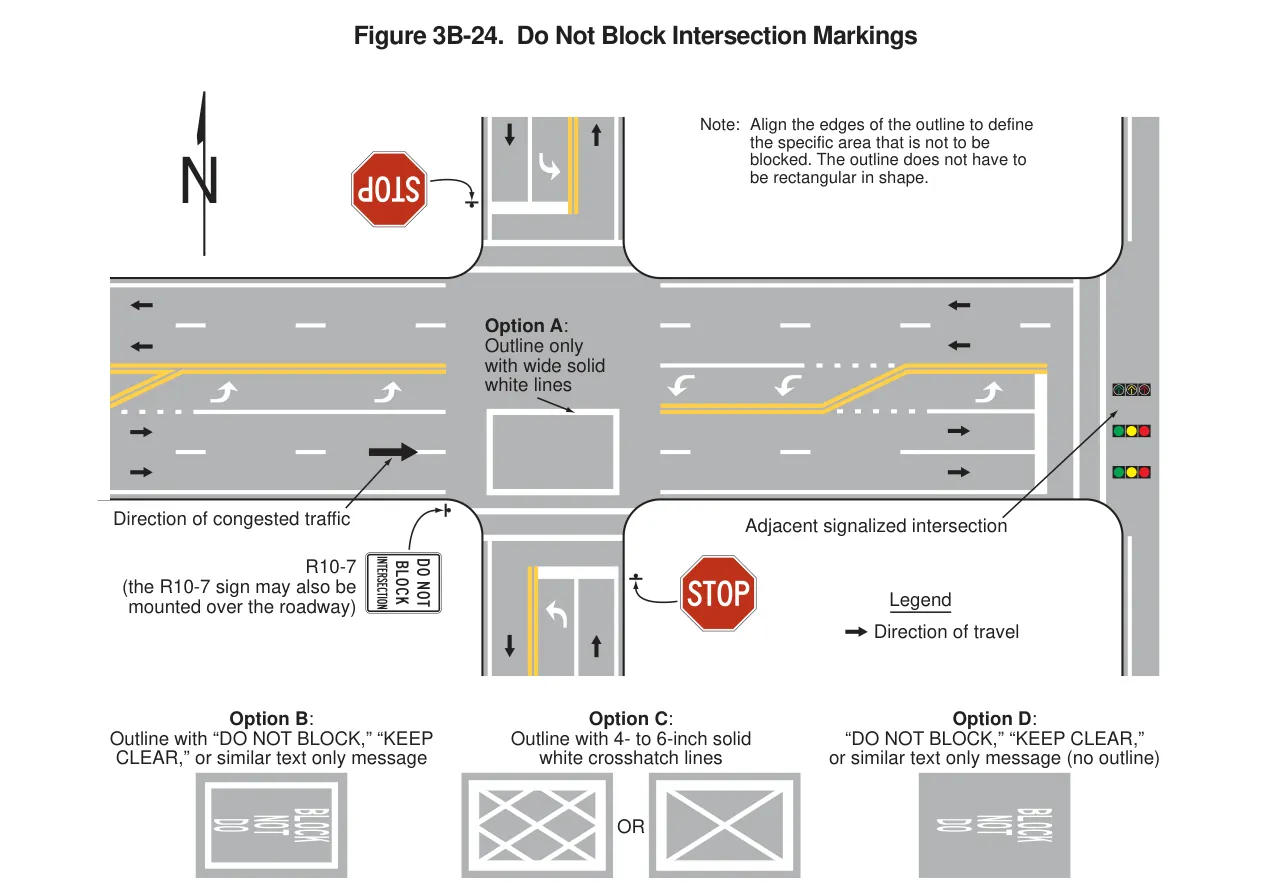 Figure 3B-24.  Do Not Block Intersection Markings
N
STOP
Note: Align the edges of the outline to define
the specific area that is not to be
blocked. The outline does not have to
be rectangular in shape.
Option A:
Outline only
with wide solid
white lines
Direction of congested traffic
Adjacent signalized intersection
R10-7
(the R10-7 sign may also be
mounted over the roadway)
DO NOT
BLOCK
INTERSECTION
STOP
Legend
Direction of travel
Option B:
Outline with “DO NOT BLOCK,” “KEEP
CLEAR,” or similar text only message
DO
NOT
BLOCK
Option C:
Outline with 4- to 6-inch solid
white crosshatch lines
OR
Option D:
“DO NOT BLOCK,” “KEEP CLEAR,”
or similar text only message (no outline)
DO
NOT
BLOCK